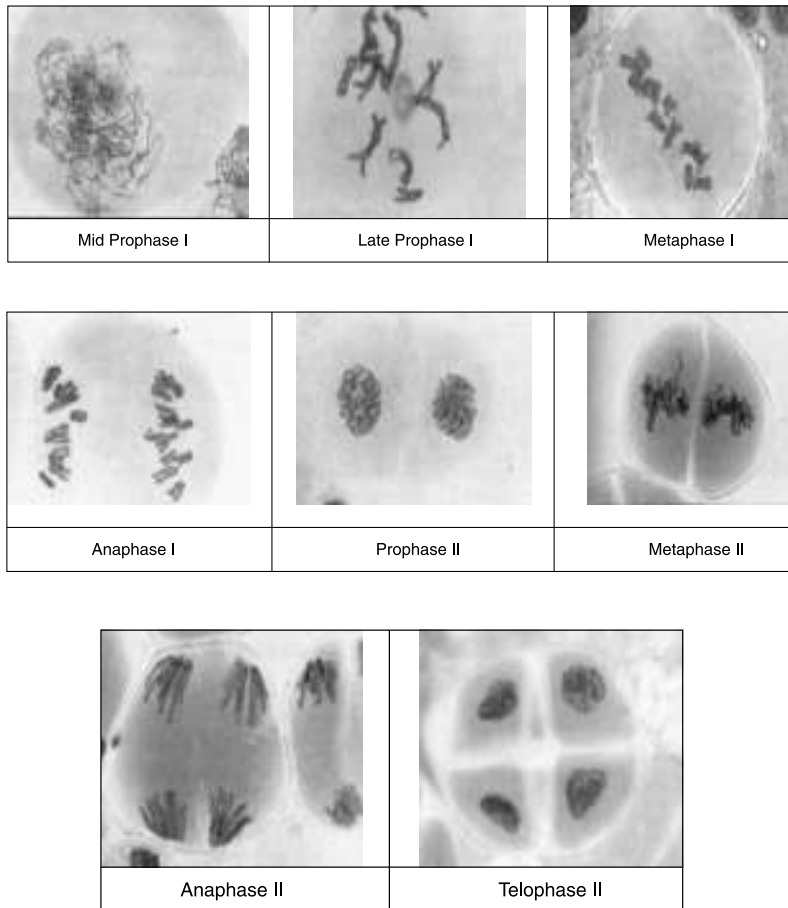 Mid Prophase I
Late Prophase I
Metaphase I
Anaphase I
Prophase II
Metaphase II
Anaphase II
Telophase II